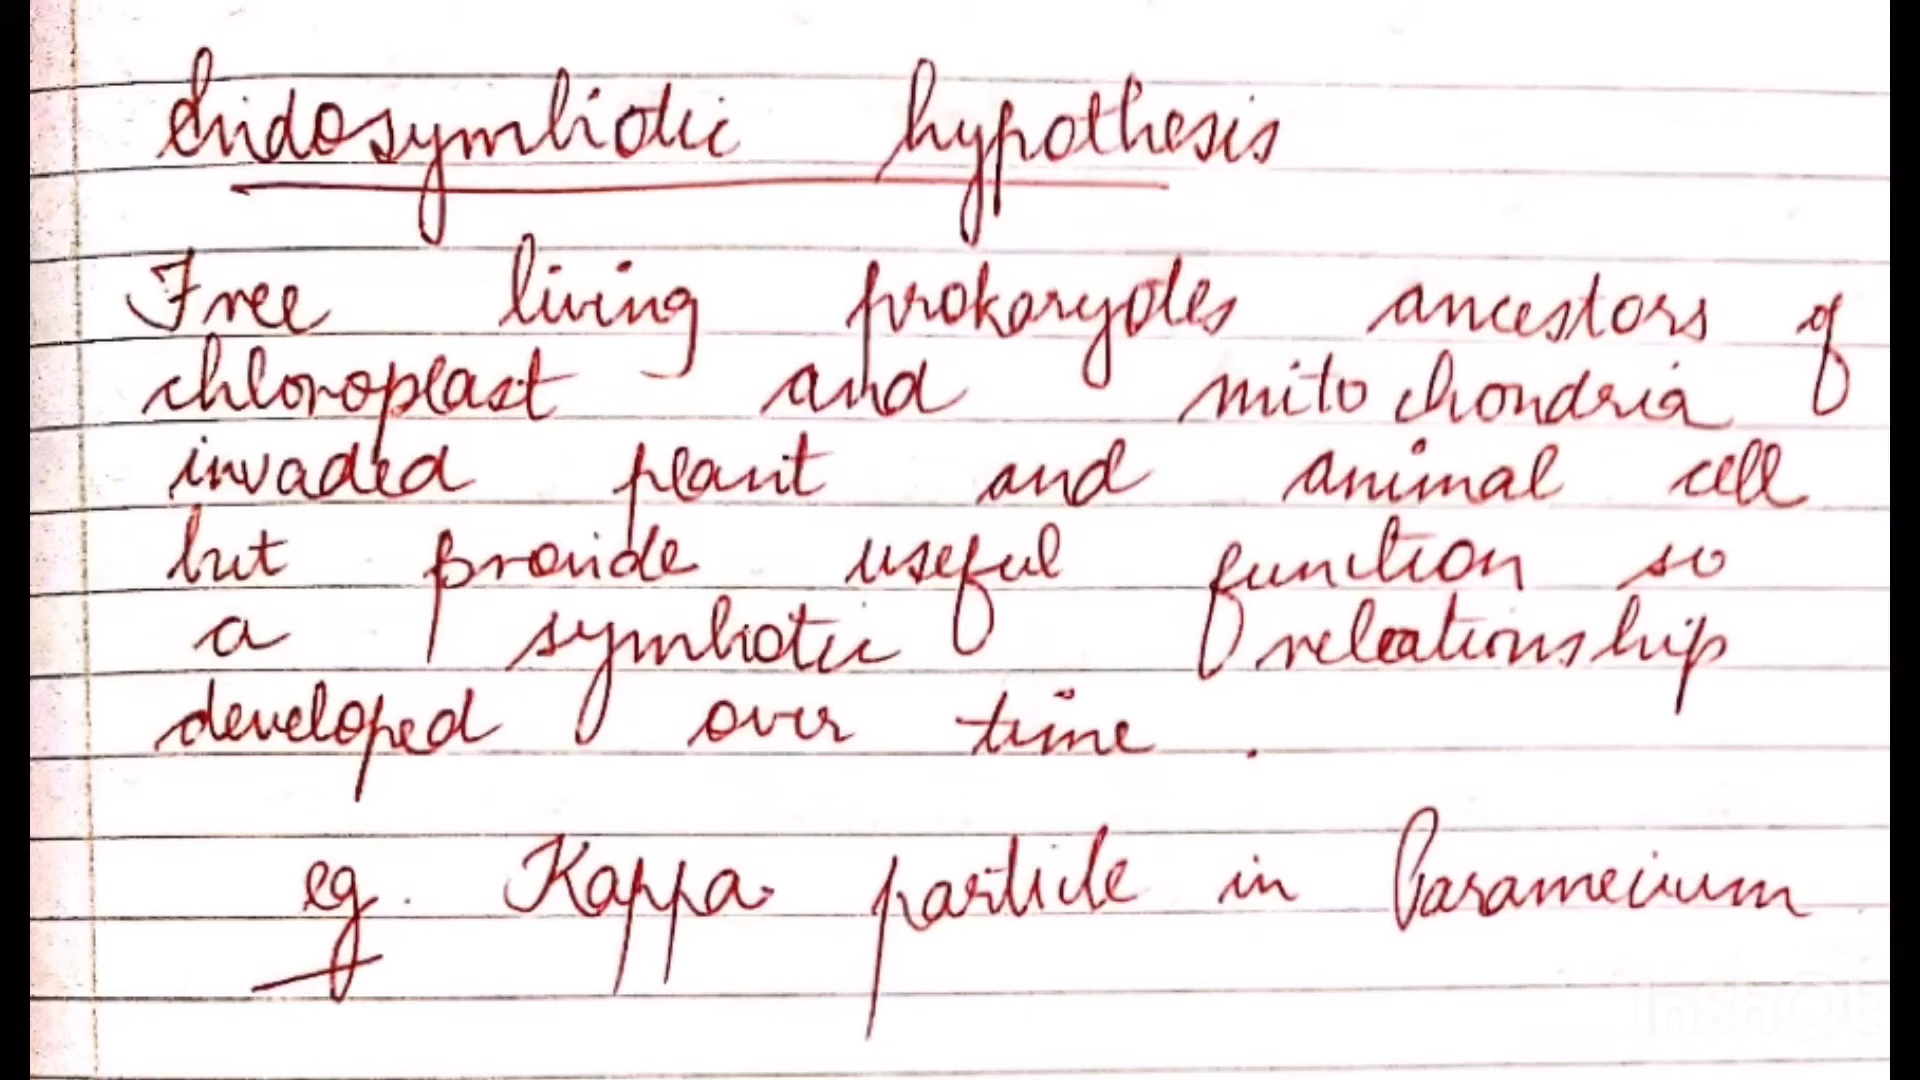 Endosymbiotic hypothesis
Free living prokaryotes ancestors of
chloroplast and mitochondria
invaded plant and animal cell
but provide useful function so
a symbiotic relationship
developed over time.
eg. Kappa particle in Paramecium
InShOt